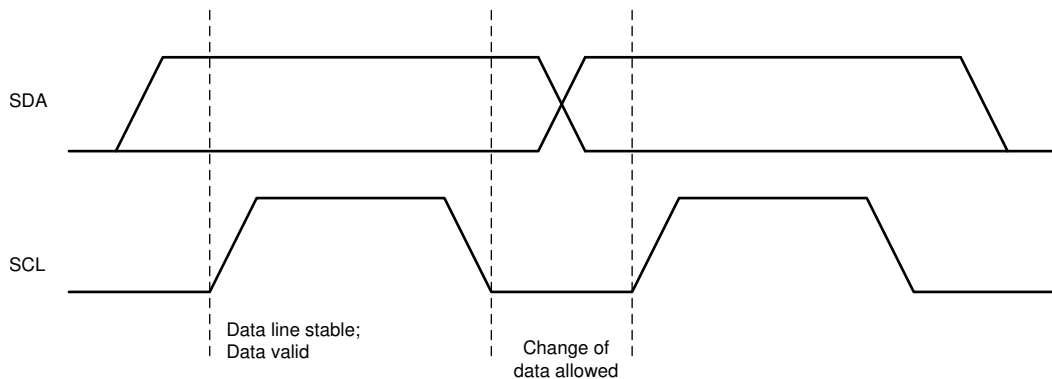 SDA
SCL
Data line stable;
Data valid
Change of
data allowed